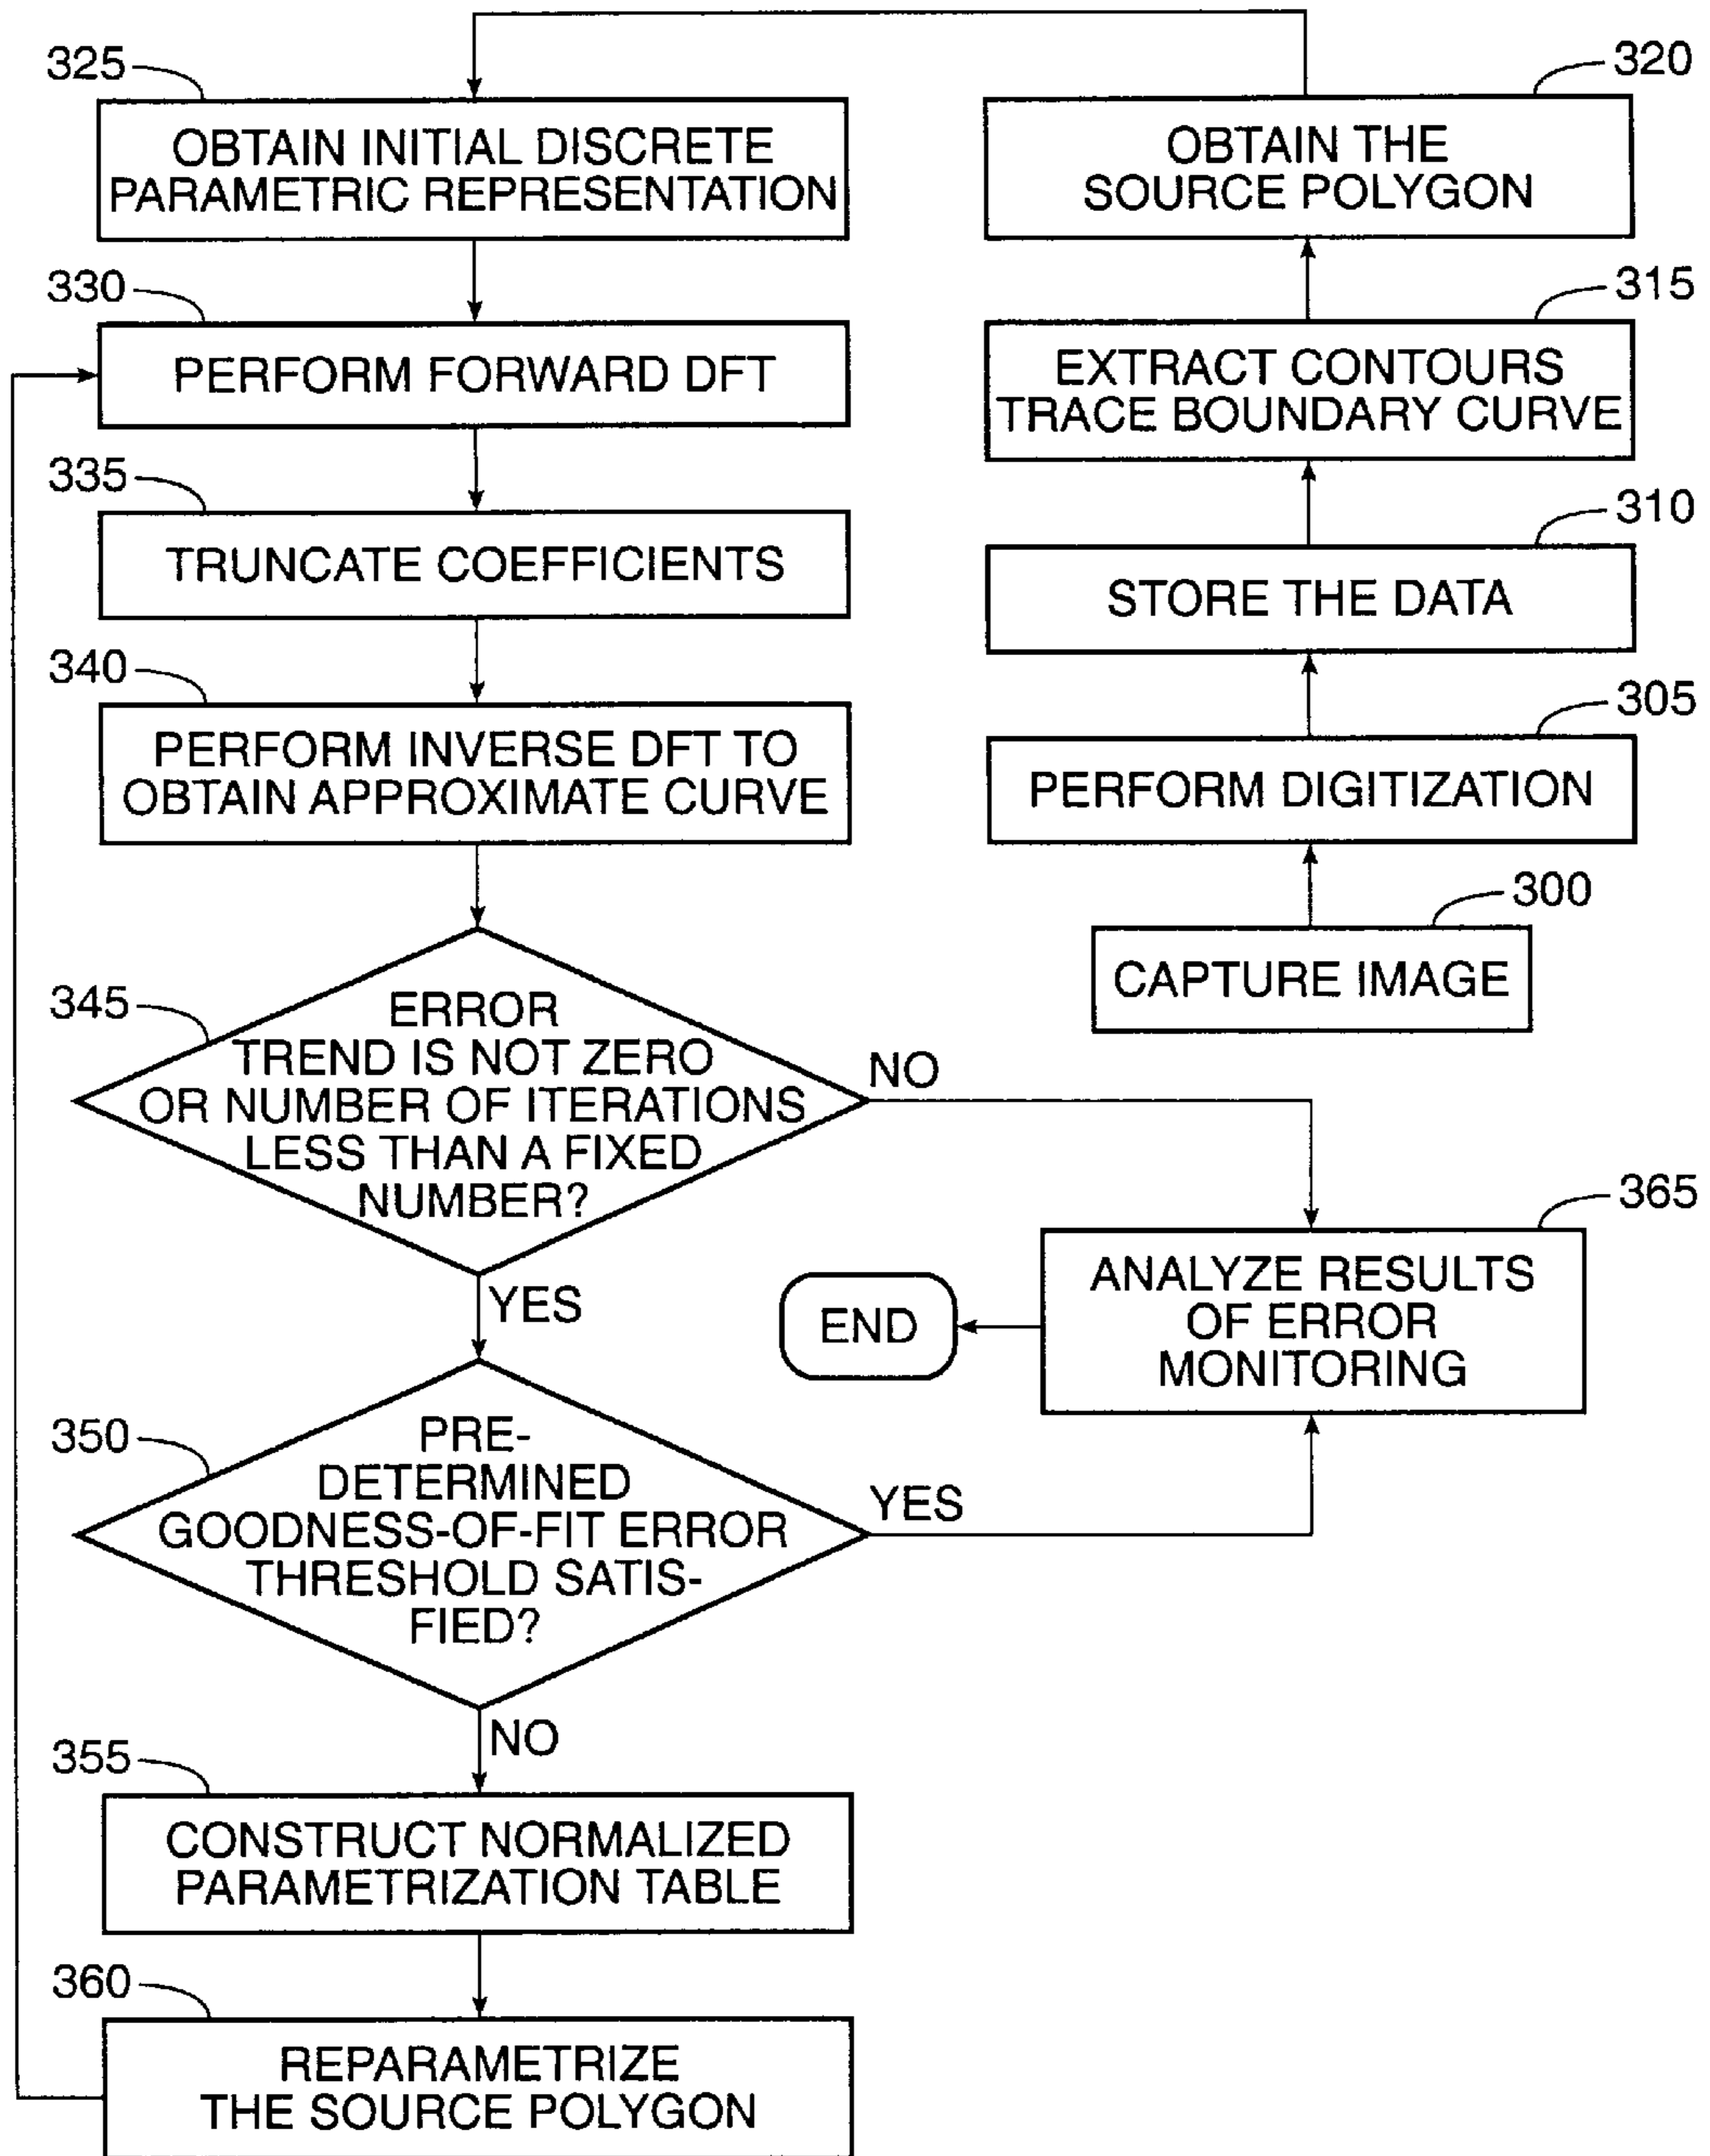 325
OBTAIN INITIAL DISCRETE
PARAMETRIC REPRESENTATION
320
OBTAIN THE
SOURCE POLYGON
330
PERFORM FORWARD DFT
315
EXTRACT CONTOURS
TRACE BOUNDARY CURVE
335
TRUNCATE COEFFICIENTS
310
STORE THE DATA
340
PERFORM INVERSE DFT TO
OBTAIN APPROXIMATE CURVE
305
PERFORM DIGITIZATION
300
CAPTURE IMAGE
345
ERROR
TREND IS NOT ZERO
OR NUMBER OF ITERATIONS
LESS THAN A FIXED
NUMBER?
NO
YES
365
ANALYZE RESULTS
OF ERROR
MONITORING
END
350
PRE-
DETERMINED
GOODNESS-OF-FIT ERROR
THRESHOLD SATIS-
FIED?
YES
NO
355
CONSTRUCT NORMALIZED
PARAMETRIZATION TABLE
360
REPARAMETRIZE
THE SOURCE POLYGON